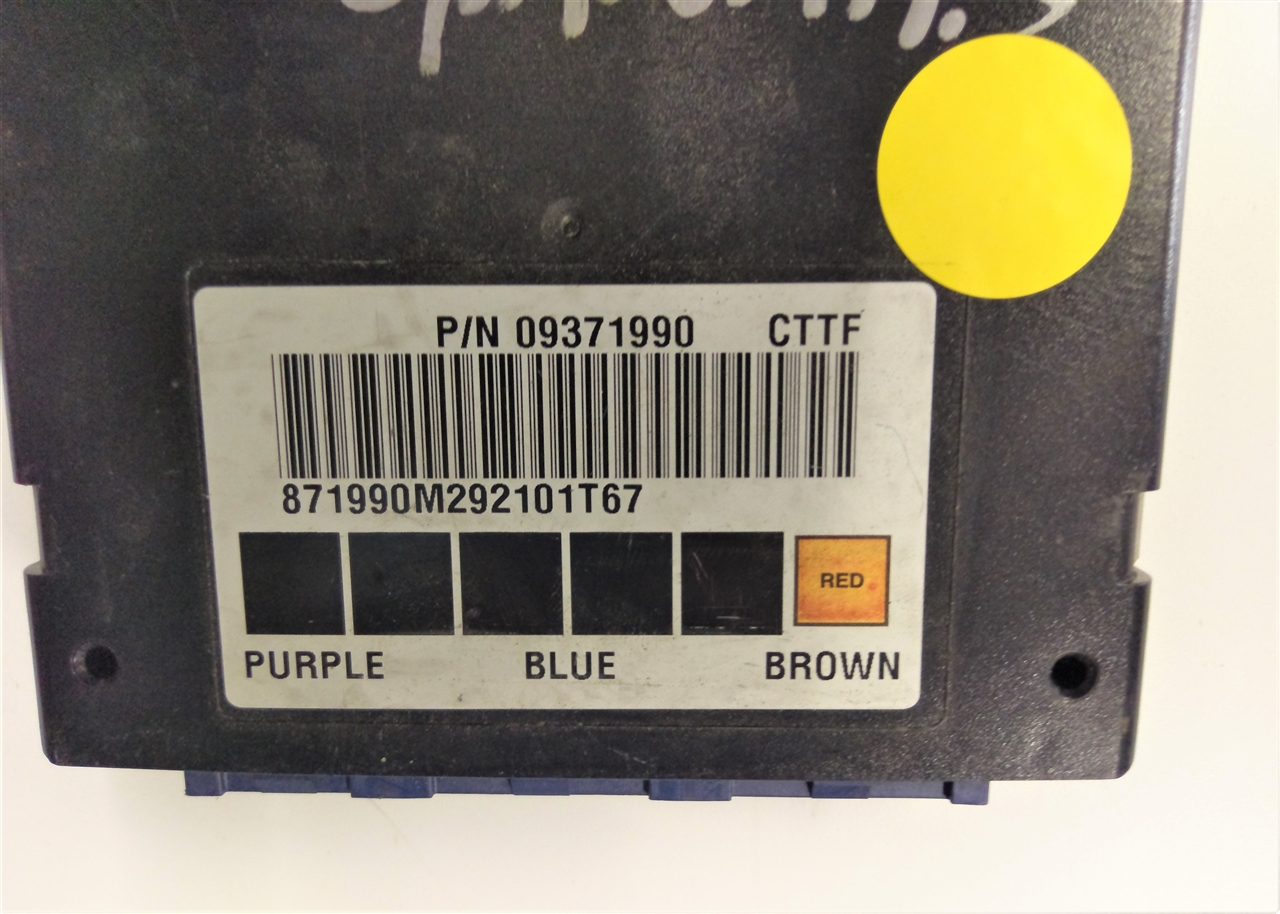 P/N 09371990 CTTF
871990M292101T67
RED
PURPLE BLUE BROWN